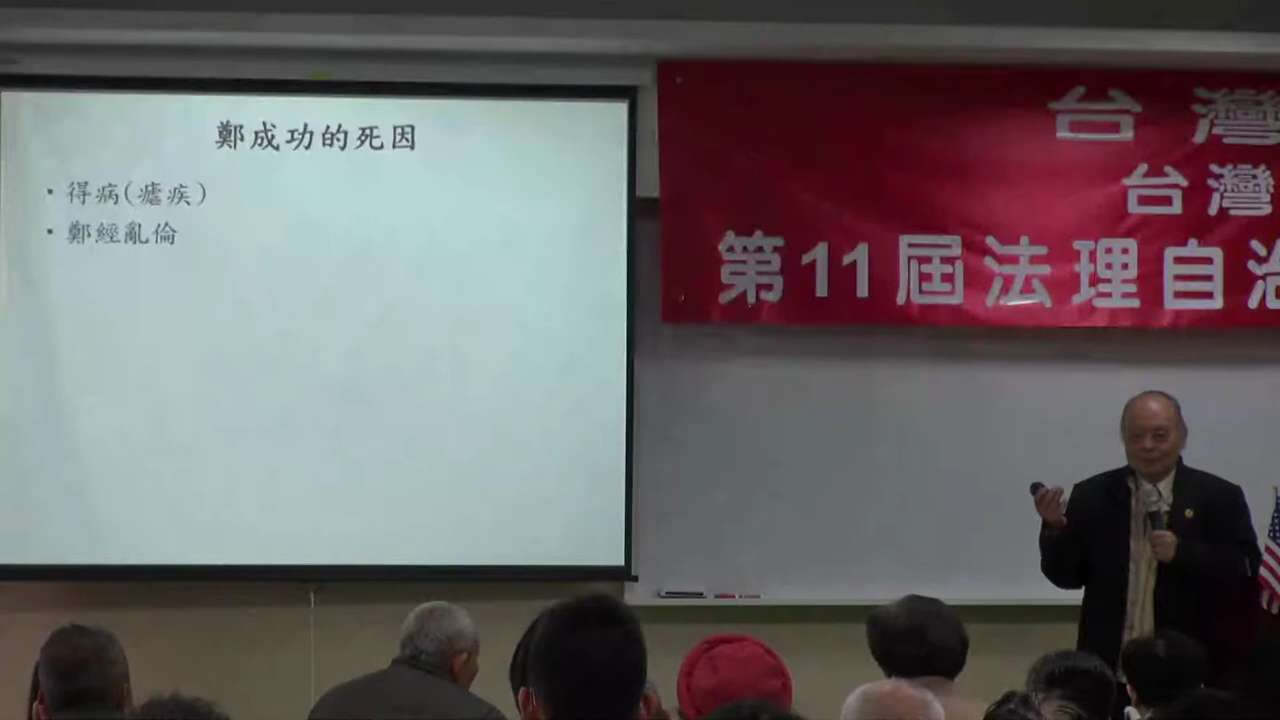 鄭成功的死因
• 得病(瘧疾)
• 鄭經亂倫
台灣
台灣
第11屆法理自治